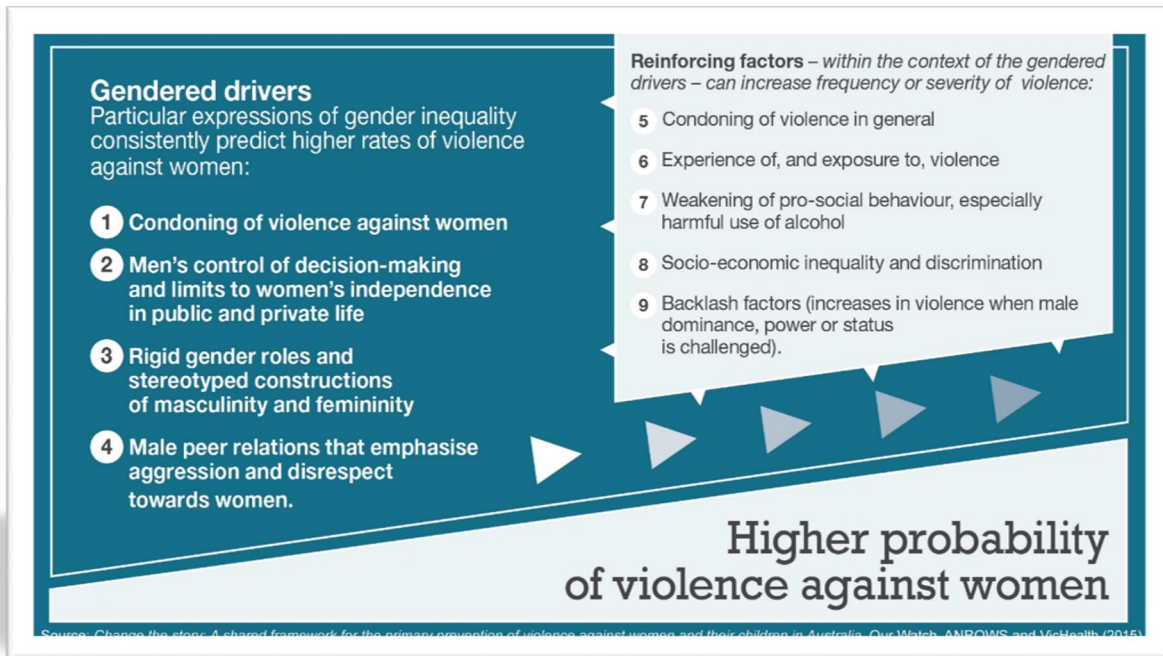 Gendered drivers
Particular expressions of gender inequality
consistently predict higher rates of violence
against women:
1 Condoning of violence against women
2 Men’s control of decision-making
and limits to women’s independence
in public and private life
3 Rigid gender roles and
stereotyped constructions
of masculinity and femininity
4 Male peer relations that emphasise
aggression and disrespect
towards women.
Reinforcing factors – within the context of the gendered
drivers – can increase frequency or severity of violence:
5 Condoning of violence in general
6 Experience of, and exposure to, violence
7 Weakening of pro-social behaviour, especially
harmful use of alcohol
8 Socio-economic inequality and discrimination
9 Backlash factors (increases in violence when male
dominance, power or status
is challenged).
Higher probability
of violence against women
Source: Change the story: A shared framework for the primary prevention of violence against women and their children in Australia, Our Watch, ANROWS and VicHealth (2015)